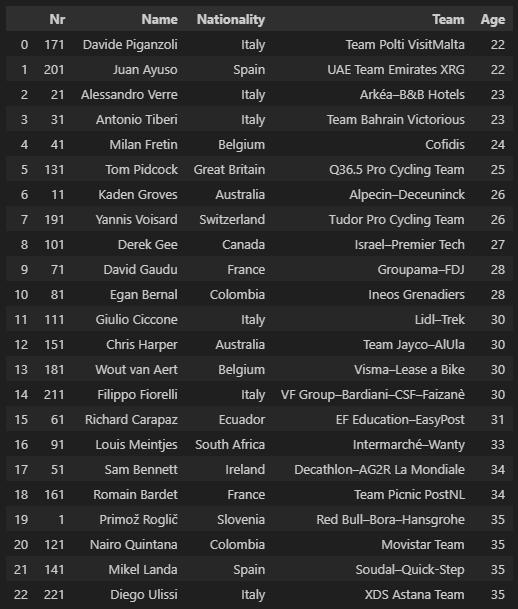 Nr Name Nationality Team Age
0 171 Davide Piganzoli Italy Team Polti VisitMalta 22
1 201 Juan Ayuso Spain UAE Team Emirates XRG 22
2 21 Alessandro Verre Italy Arkéa–B&B Hotels 23
3 31 Antonio Tiberi Italy Team Bahrain Victorious 23
4 41 Milan Fretin Belgium Cofidis 24
5 131 Tom Pidcock Great Britain Q36.5 Pro Cycling Team 25
6 11 Kaden Groves Australia Alpecin–Deceuninck 26
7 191 Yannis Voisard Switzerland Tudor Pro Cycling Team 26
8 101 Derek Gee Canada Israel–Premier Tech 27
9 71 David Gaudu France Groupama–FDJ 28
10 81 Egan Bernal Colombia Ineos Grenadiers 28
11 111 Giulio Ciccone Italy Lidl–Trek 30
12 151 Chris Harper Australia Team Jayco–AlUla 30
13 181 Wout van Aert Belgium Visma–Lease a Bike 30
14 211 Filippo Fiorelli Italy VF Group–Bardiani–CSF–Faizanè 30
15 61 Richard Carapaz Ecuador EF Education–EasyPost 31
16 91 Louis Meintjes South Africa Intermarché–Wanty 33
17 51 Sam Bennett Ireland Decathlon–AG2R La Mondiale 34
18 161 Romain Bardet France Team Picnic PostNL 34
19 1 Primož Roglič Slovenia Red Bull–Bora–Hansgrohe 35
20 121 Nairo Quintana Colombia Movistar Team 35
21 141 Mikel Landa Spain Soudal–Quick-Step 35
22 221 Diego Ulissi Italy XDS Astana Team 35